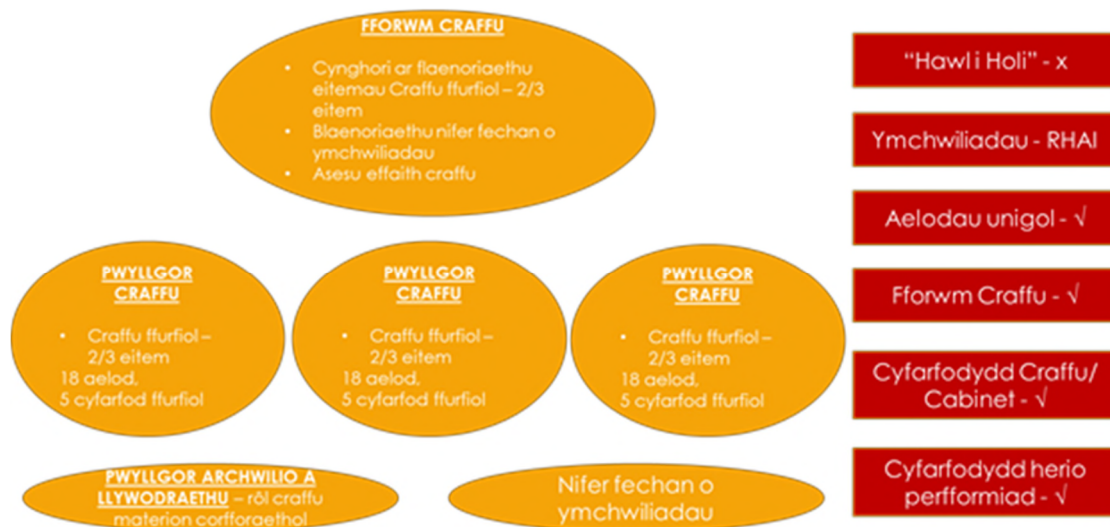 FFORWM CRAFFU
• Cynghori ar flaenoriaethu
eitemau Craffu ffurfiol – 2/3
eitem
• Blaenoriaethu nifer fechan o
ymchwiliadau
• Asesu effaith craffu
PWYLLGOR
CRAFFU
• Craffu ffurfiol –
2/3 eitem
18 aelod,
5 cyfarfod ffurfiol
PWYLLGOR
CRAFFU
• Craffu ffurfiol –
2/3 eitem
18 aelod,
5 cyfarfod ffurfiol
PWYLLGOR
CRAFFU
• Craffu ffurfiol –
2/3 eitem
18 aelod,
5 cyfarfod ffurfiol
PWYLLGOR ARCHWILIO A
LLYWODRAETHU – rôl craffu
materion corfforaethol
Nifer fechan o
ymchwiliadau
“Hawl i Holi” - x
Ymchwiliadau - RHAI
Aelodau unigol - √
Fforwm Craffu - √
Cyfarfodydd Craffu/
Cabinet - √
Cyfarfodydd herio
perfformiad - √